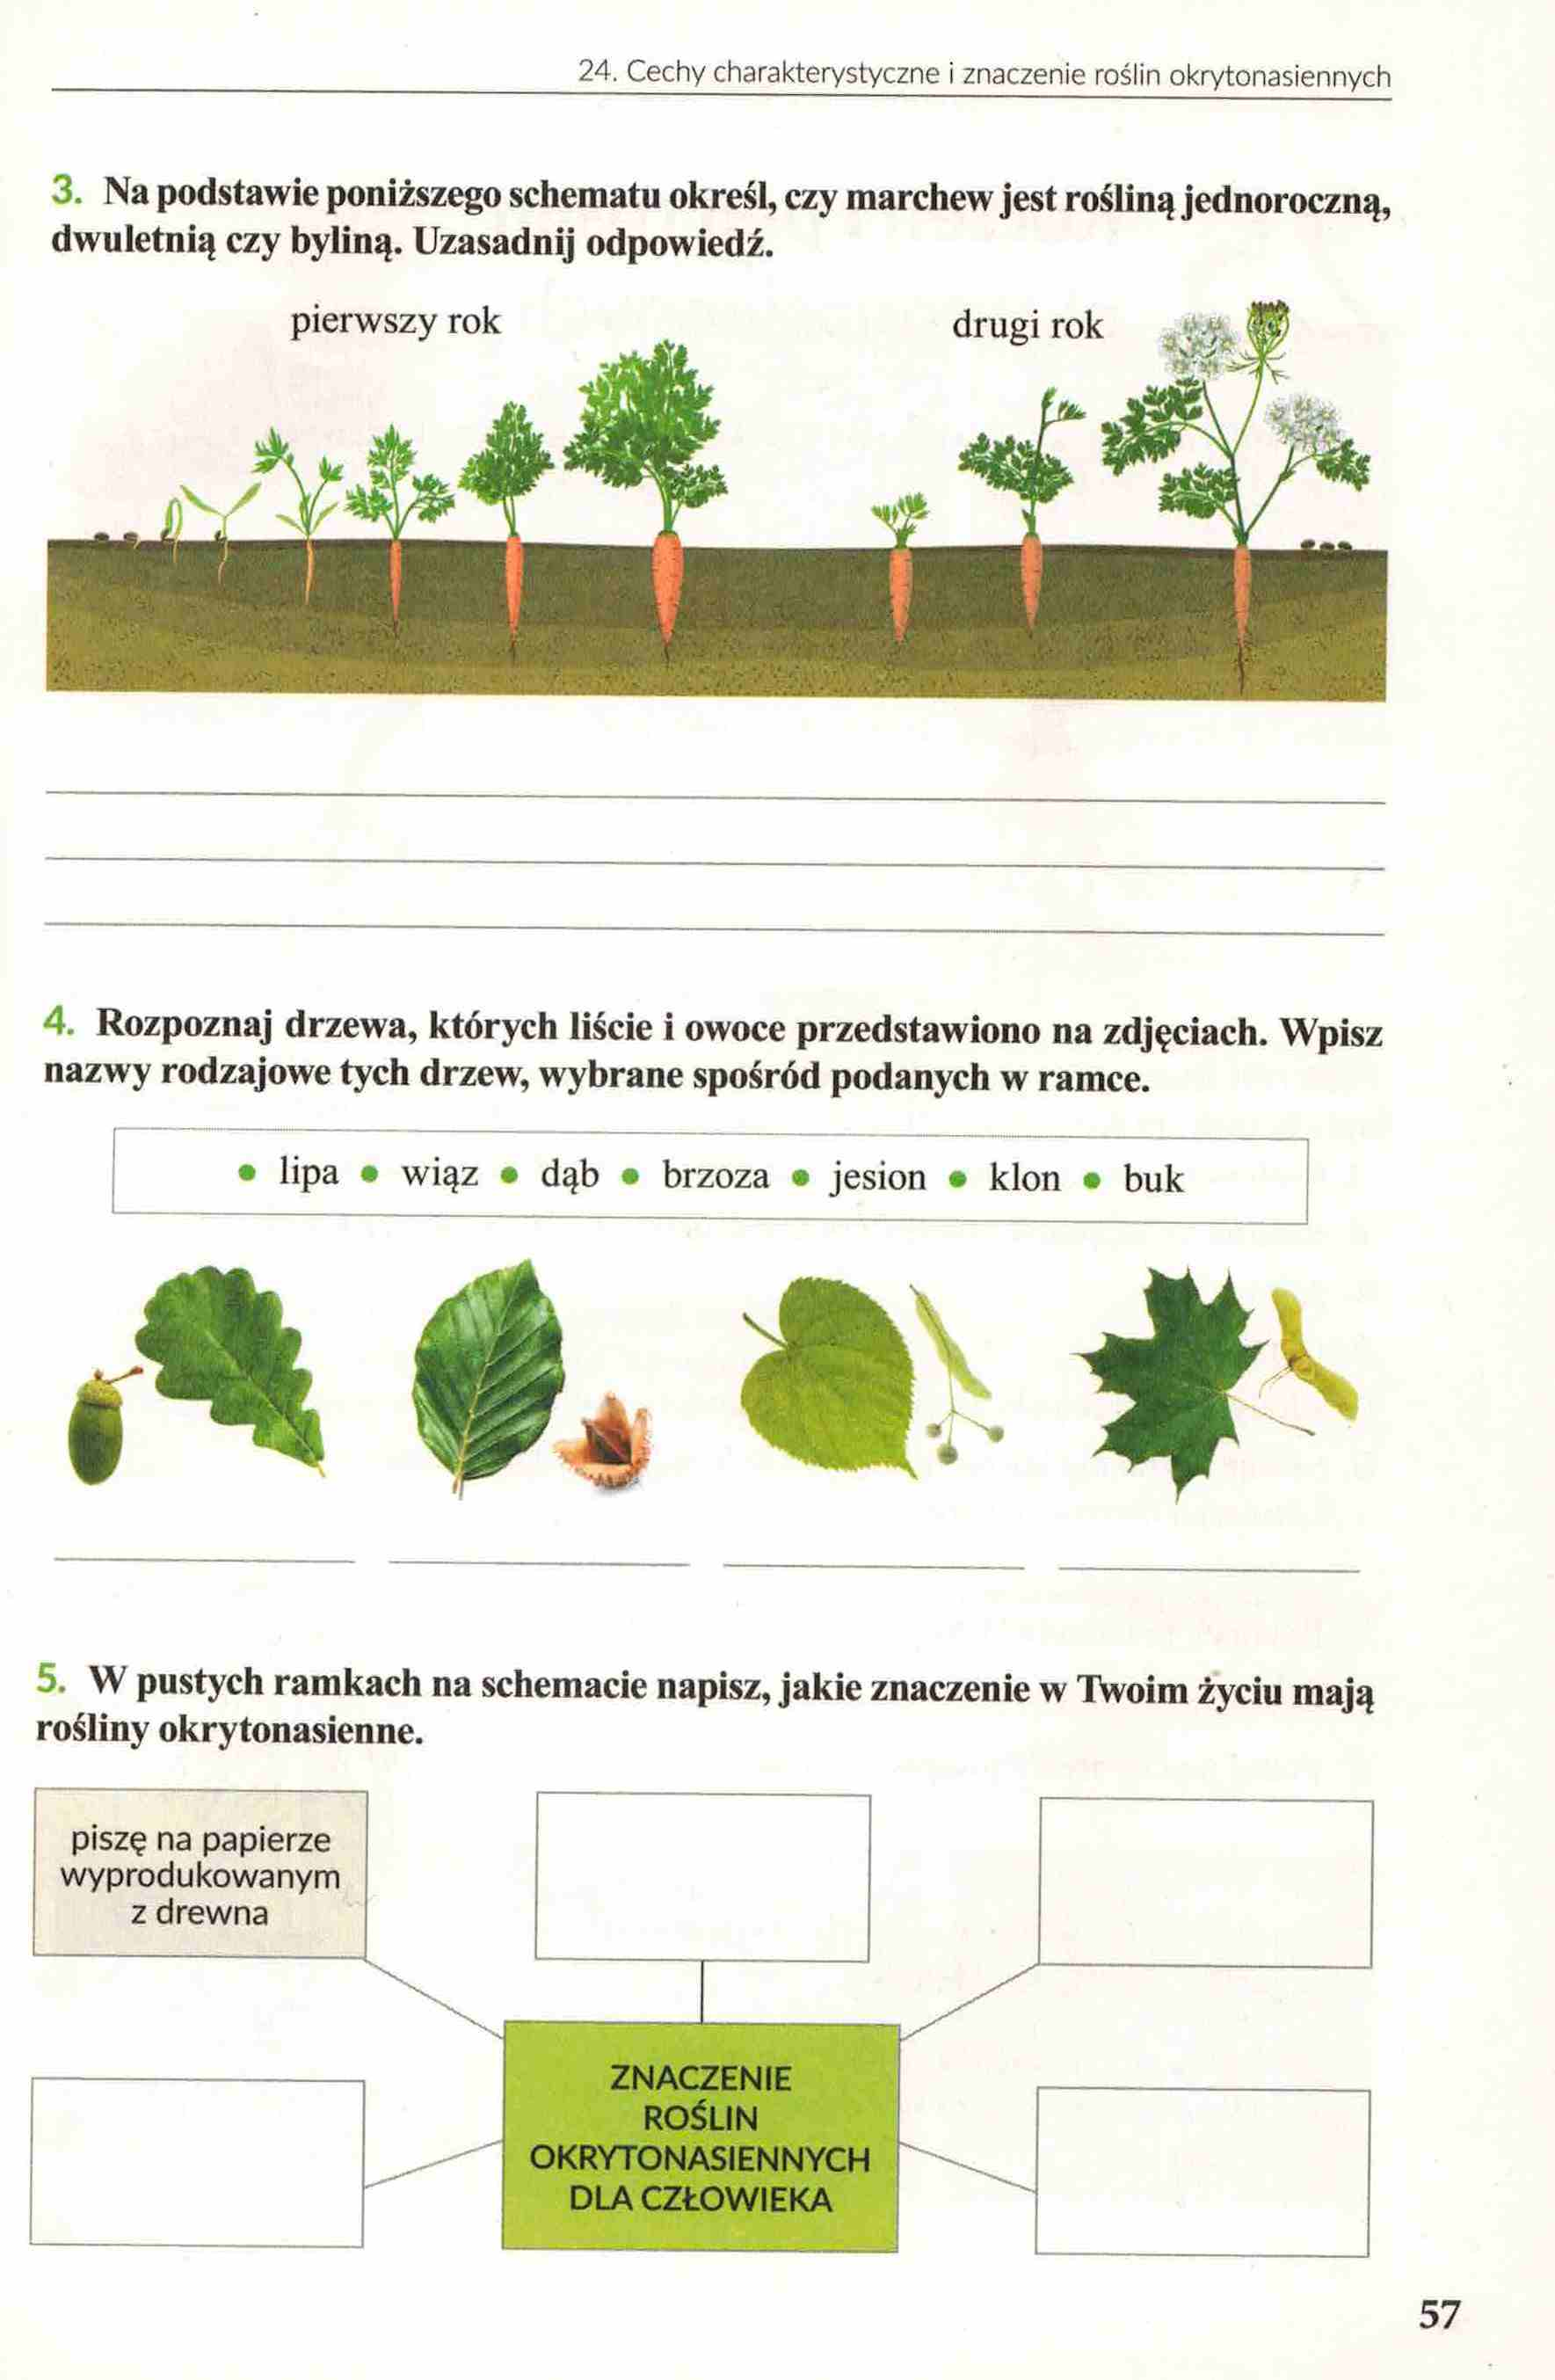 24. Cechy charakterystyczne i znaczenie roślin okrytonasiennych
3. Na podstawie poniższego schematu określ, czy marchew jest rośliną jednoroczną,
dwuletnią czy byliną. Uzasadnij odpowiedź.
pierwszy rok
drugi rok
4. Rozpoznaj drzewa, których liście i owoce przedstawiono na zdjęciach. Wpisz
nazwy rodzajowe tych drzew, wybrane spośród podanych w ramce.
• lipa • wiąz • dąb • brzoza • jesion • klon • buk
5. W pustych ramkach na schemacie napisz, jakie znaczenie w Twoim życiu mają
rośliny okrytonasienne.
piszę na papierze
wyprodukowanym
z drewna
ZNACZENIE
ROŚLIN
OKRYTONASIENNYCH
DLA CZŁOWIEKA
57